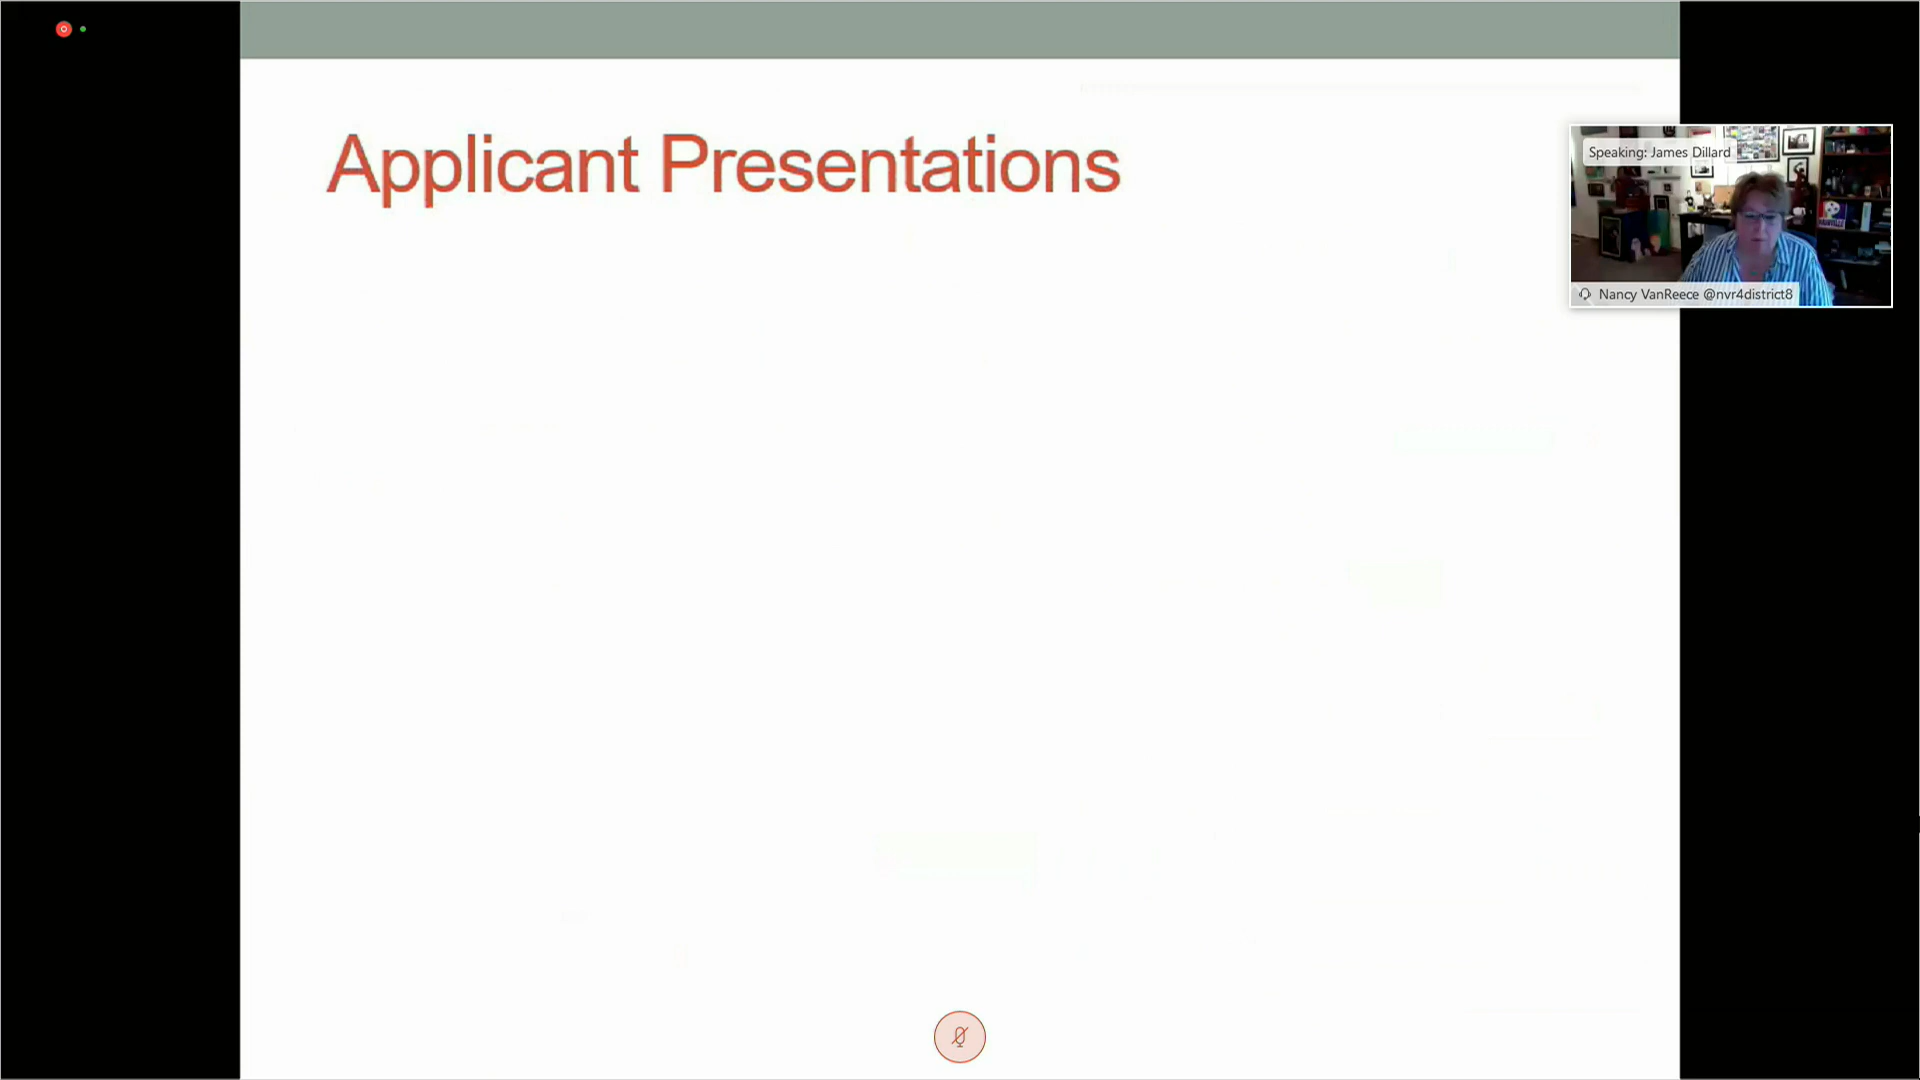 Applicant Presentations
Speaking: James Dillard
Nancy VanReece @nvr4district8